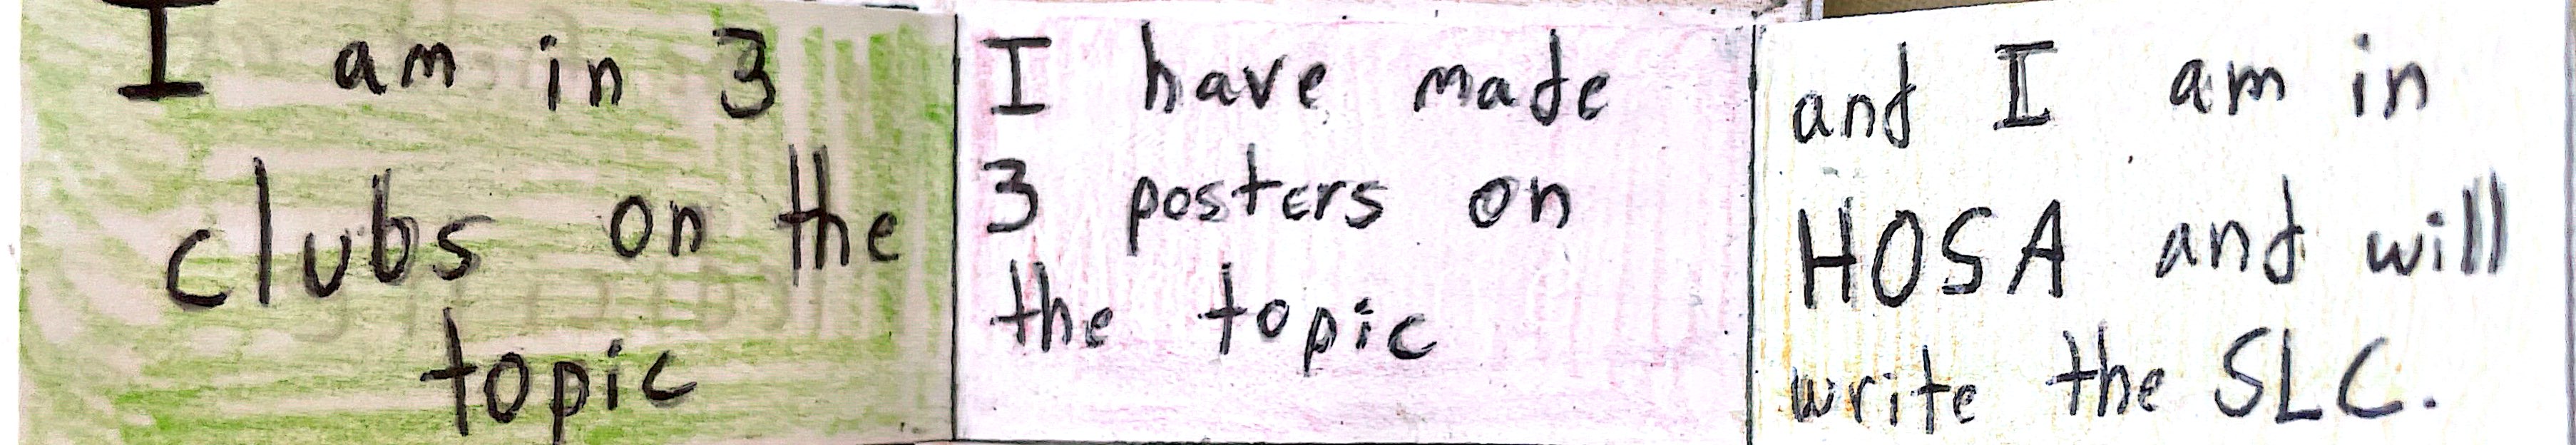 I am in 3
clubs on the
topic
I have made
3 posters on
the topic
and I am in
HOSA and will
write the SLC.